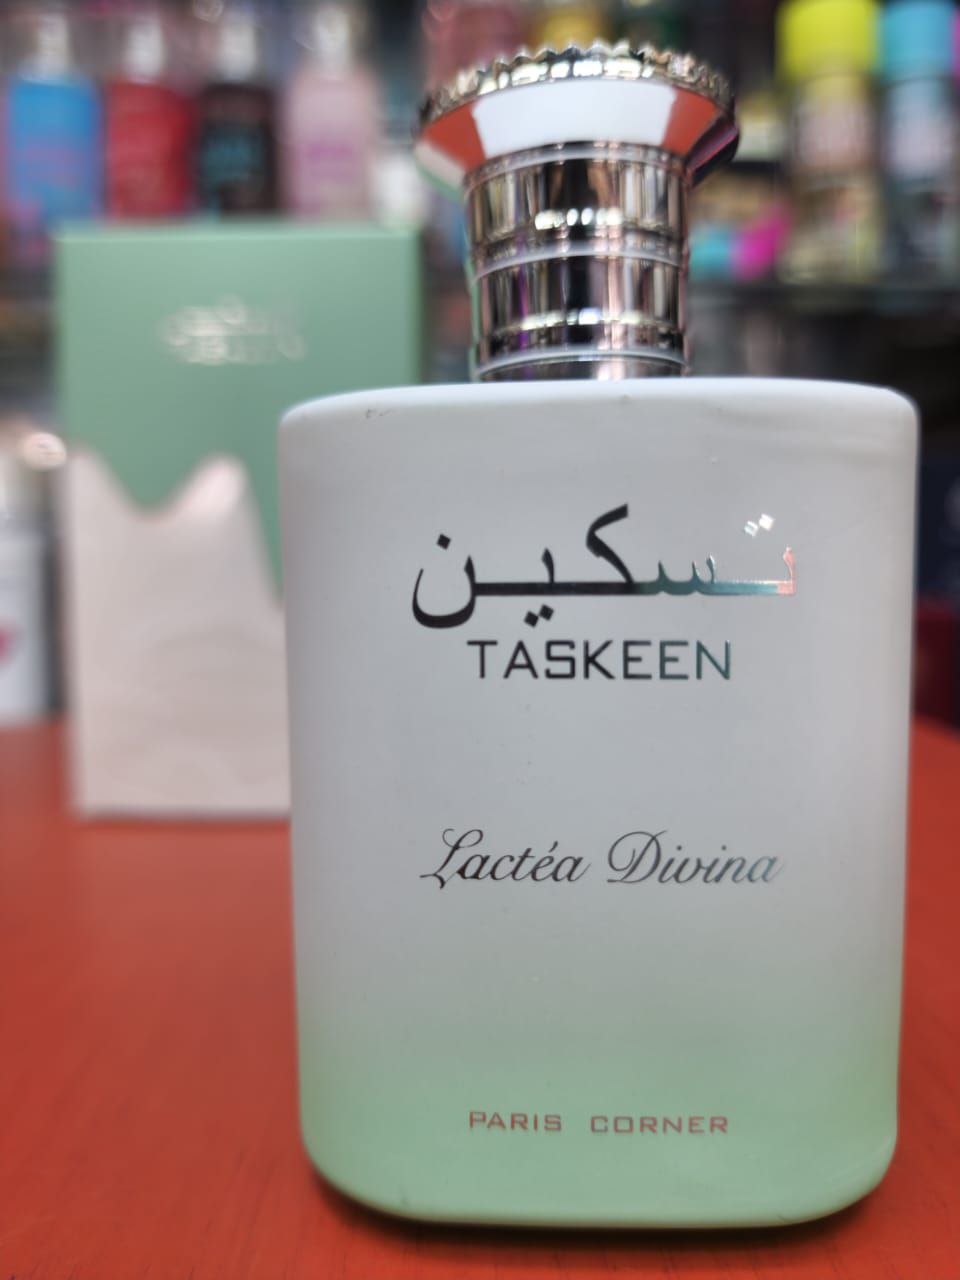 تسكين
TASKEEN
Lactéa Divina
PARIS CORNER